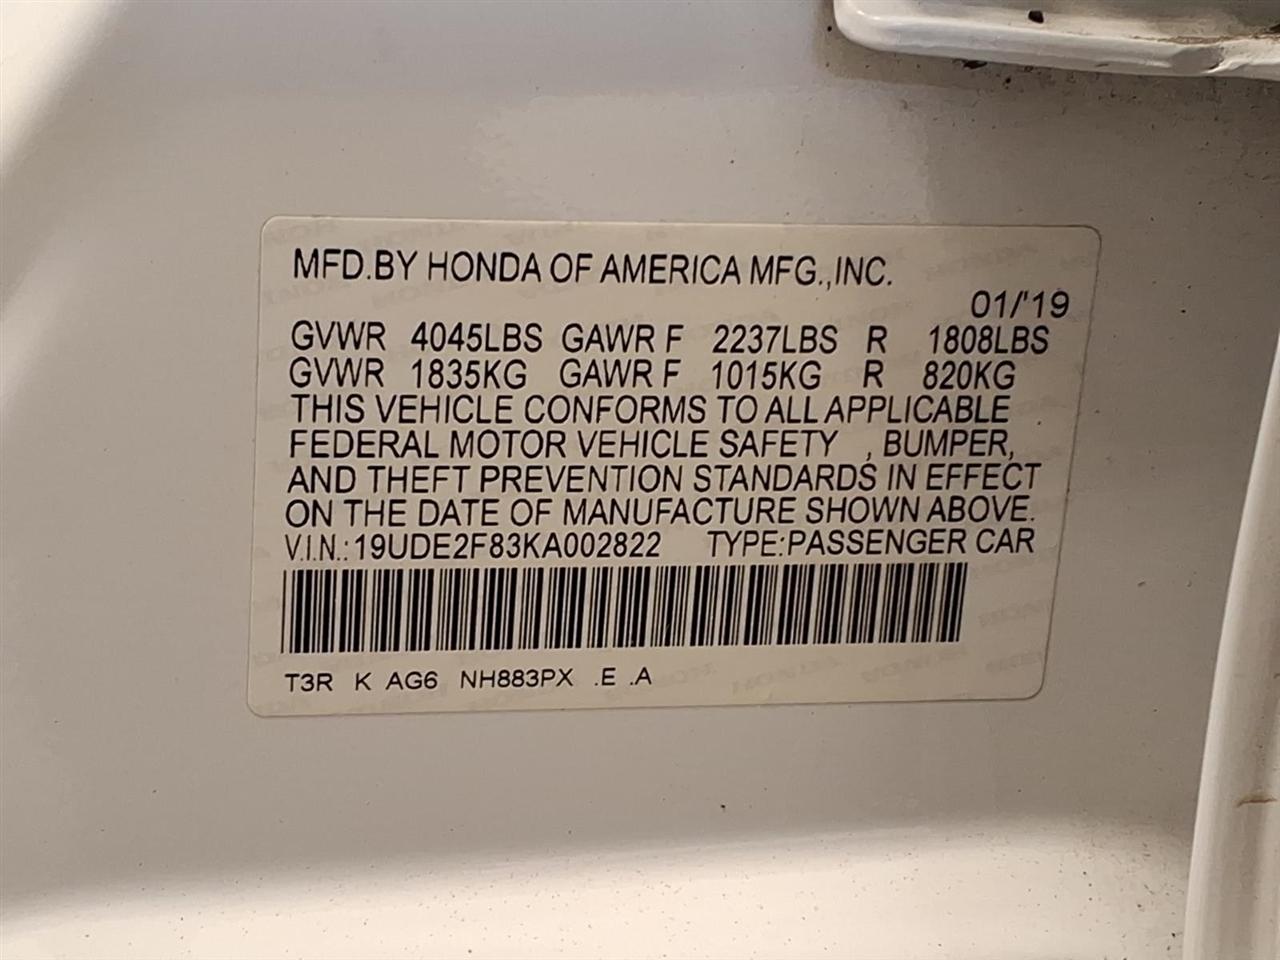 MFD.BY HONDA OF AMERICA MFG.,INC.
01/'19
GVWR 4045LBS GAWR F 2237LBS R 1808LBS
GVWR 1835KG GAWR F 1015KG R 820KG
THIS VEHICLE CONFORMS TO ALL APPLICABLE
FEDERAL MOTOR VEHICLE SAFETY , BUMPER,
AND THEFT PREVENTION STANDARDS IN EFFECT
ON THE DATE OF MANUFACTURE SHOWN ABOVE.
V.I.N.:19UDE2F83KA002822 TYPE:PASSENGER CAR
T3R K AG6 NH883PX .E .A